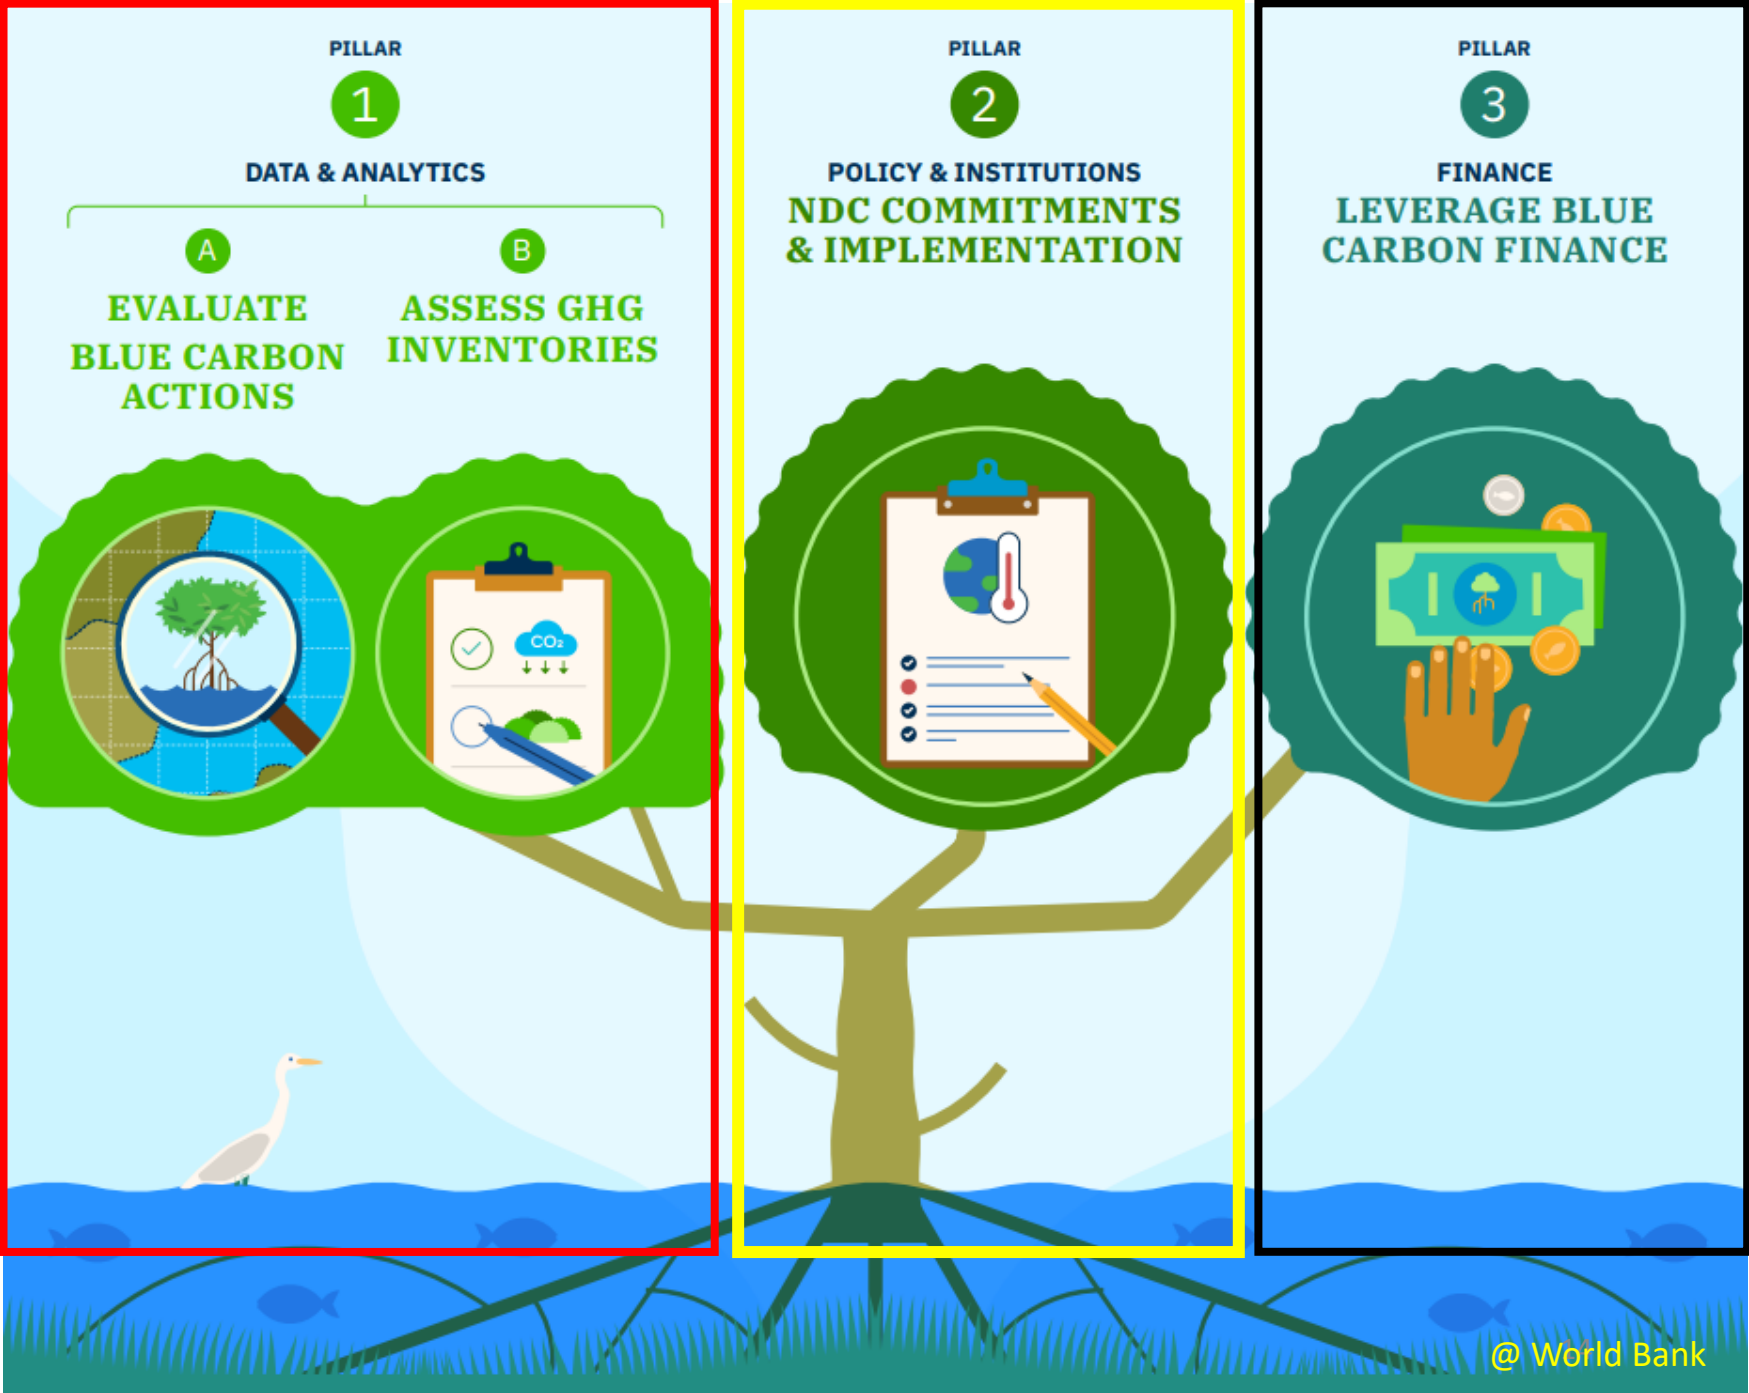 PILLAR
1
DATA & ANALYTICS
A
EVALUATE
BLUE CARBON
ACTIONS
B
ASSESS GHG
INVENTORIES
CO₂
PILLAR
2
POLICY & INSTITUTIONS
NDC COMMITMENTS
& IMPLEMENTATION
PILLAR
3
FINANCE
LEVERAGE BLUE
CARBON FINANCE
@ World Bank